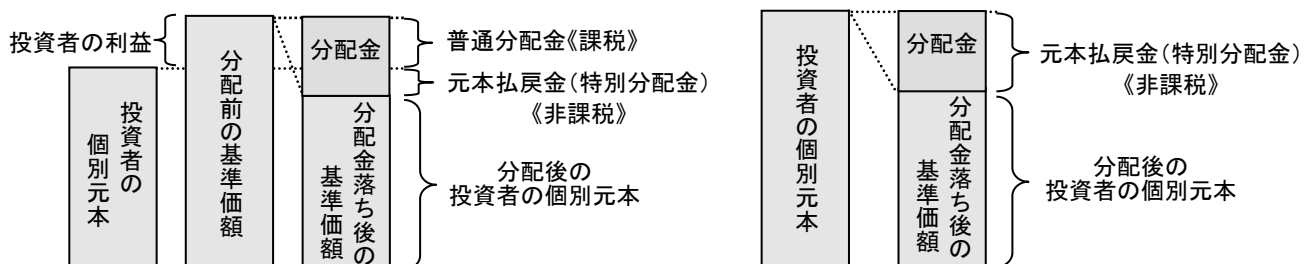 投資者の利益
投資者の
個別元本
分配前の基準価額
分配金
分配金落ち後の
基準価額
普通分配金《課税》
元本払戻金(特別分配金)
《非課税》
分配後の
投資者の個別元本
投資者の個別元本
分配金
分配金落ち後の
基準価額
元本払戻金(特別分配金)
《非課税》
分配後の
投資者の個別元本